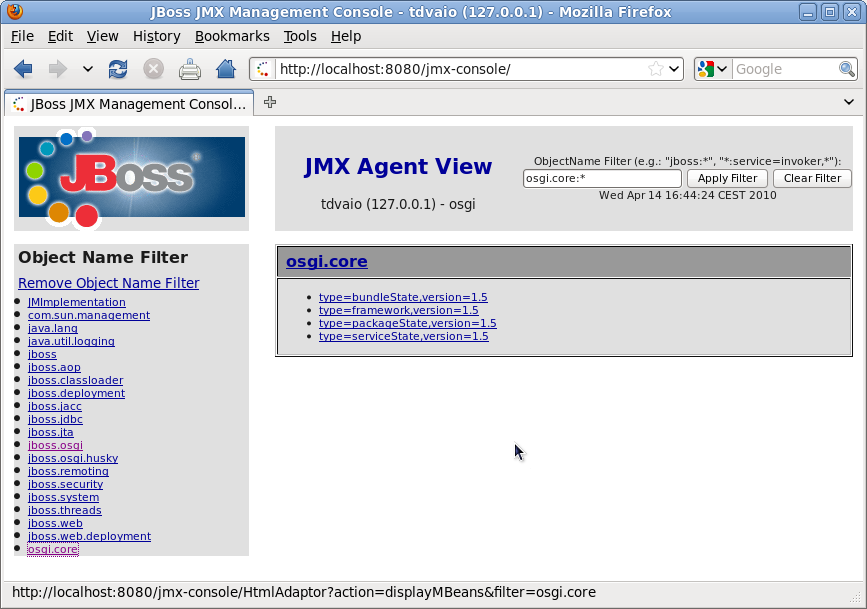 JBoss JMX Management Console - tdvaio (127.0.0.1) - Mozilla Firefox
File Edit View History Bookmarks Tools Help
http://localhost:8080/jmx-console/
Google
JBoss JMX Management Consol...
JBoss®
JMX Agent View
tdvaio (127.0.0.1) - osgi
ObjectName Filter (e.g.: "jboss:*", "*:service=invoker,*"):
osgi.core:* Apply Filter Clear Filter
Wed Apr 14 16:44:24 CEST 2010
Object Name Filter
Remove Object Name Filter
JMImplementation
com.sun.management
java.lang
java.util.logging
jboss
jboss.aop
jboss.classloader
jboss.deployment
jboss.jacc
jboss.jdbc
jboss.jta
jboss.osgi
jboss.osgi.husky
jboss.remoting
jboss.security
jboss.system
jboss.threads
jboss.web
jboss.web.deployment
osgi.core
osgi.core
type=bundleState,version=1.5
type=framework,version=1.5
type=packageState,version=1.5
type=serviceState,version=1.5
http://localhost:8080/jmx-console/HtmlAdaptor?action=displayMBeans&filter=osgi.core